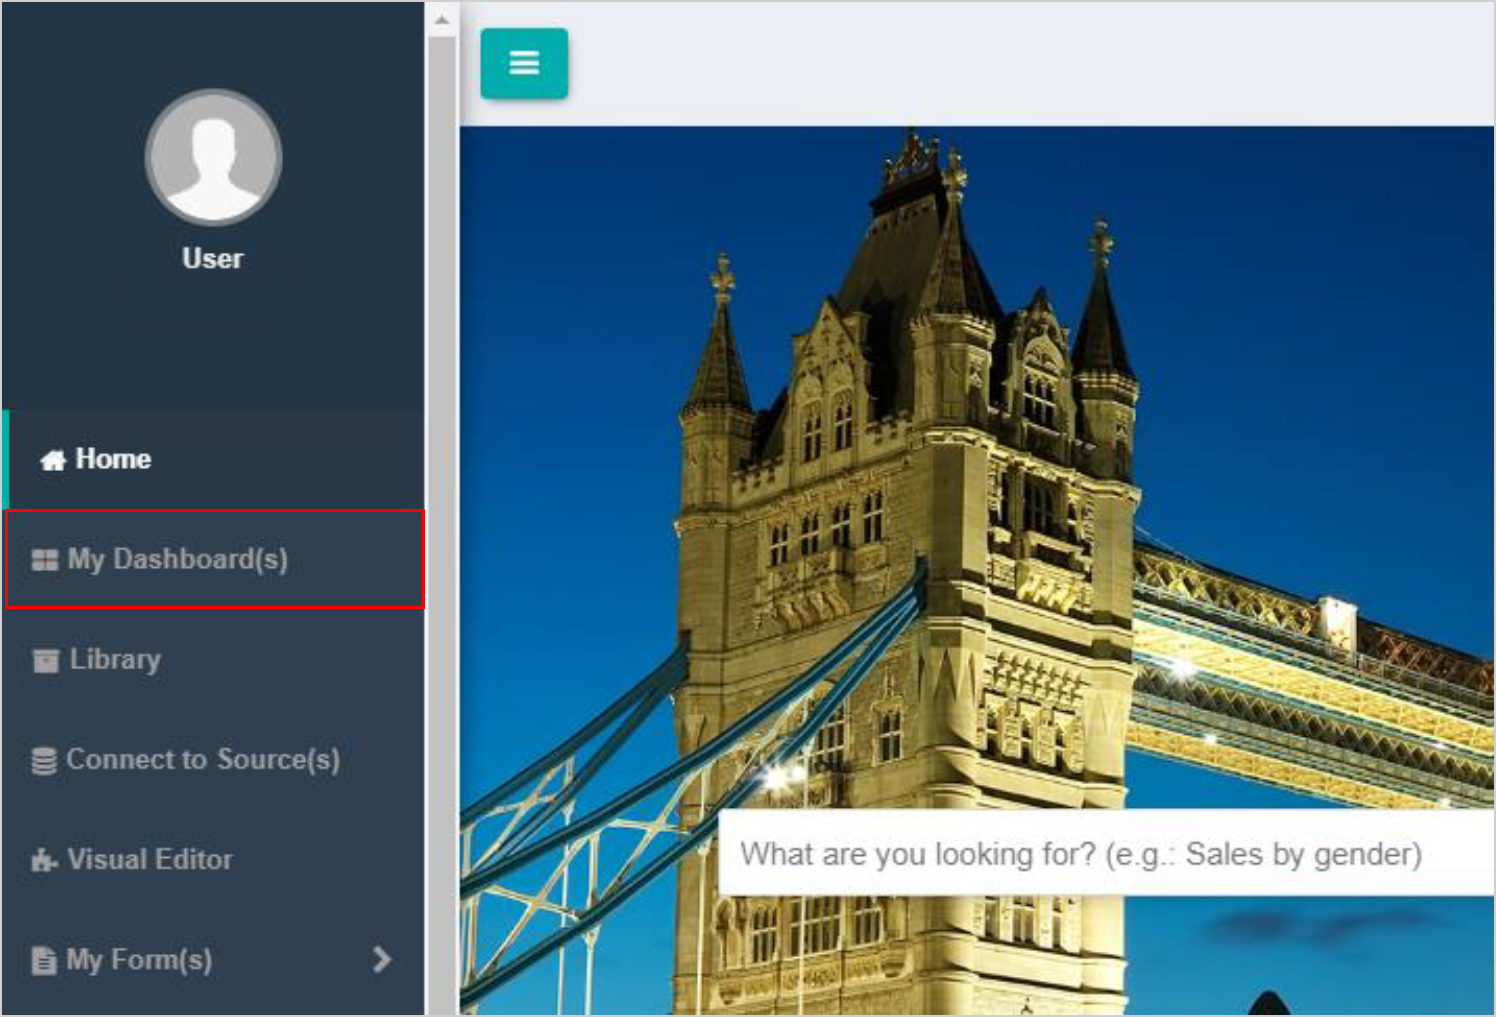 User
Home
My Dashboard(s)
Library
Connect to Source(s)
Visual Editor
My Form(s)
What are you looking for? (e.g.: Sales by gender)